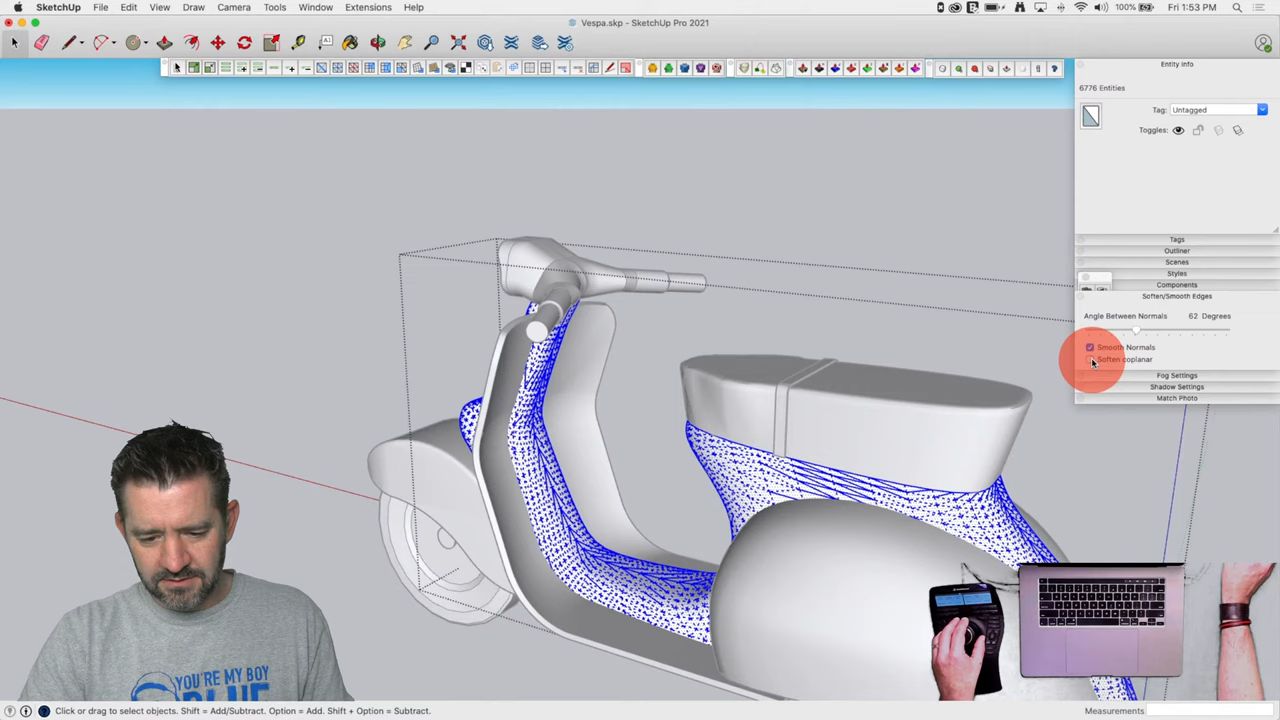 SketchUp File Edit View Draw Camera Tools Window Extensions Help
100% Fri 1:53 PM
Vespa.skp - SketchUp Pro 2021
Entity Info
6776 Entities
Tag: Untagged
Toggles:
Tags
Outliner
Scenes
Styles
Components
Soften/Smooth Edges
Angle Between Normals 62 Degrees
Smooth Normals
Soften coplanar
Fog Settings
Shadow Settings
Match Photo
YOU'RE MY BOY
BLUE
Click or drag to select objects. Shift = Add/Subtract. Option = Add. Shift + Option = Subtract.
Measurements